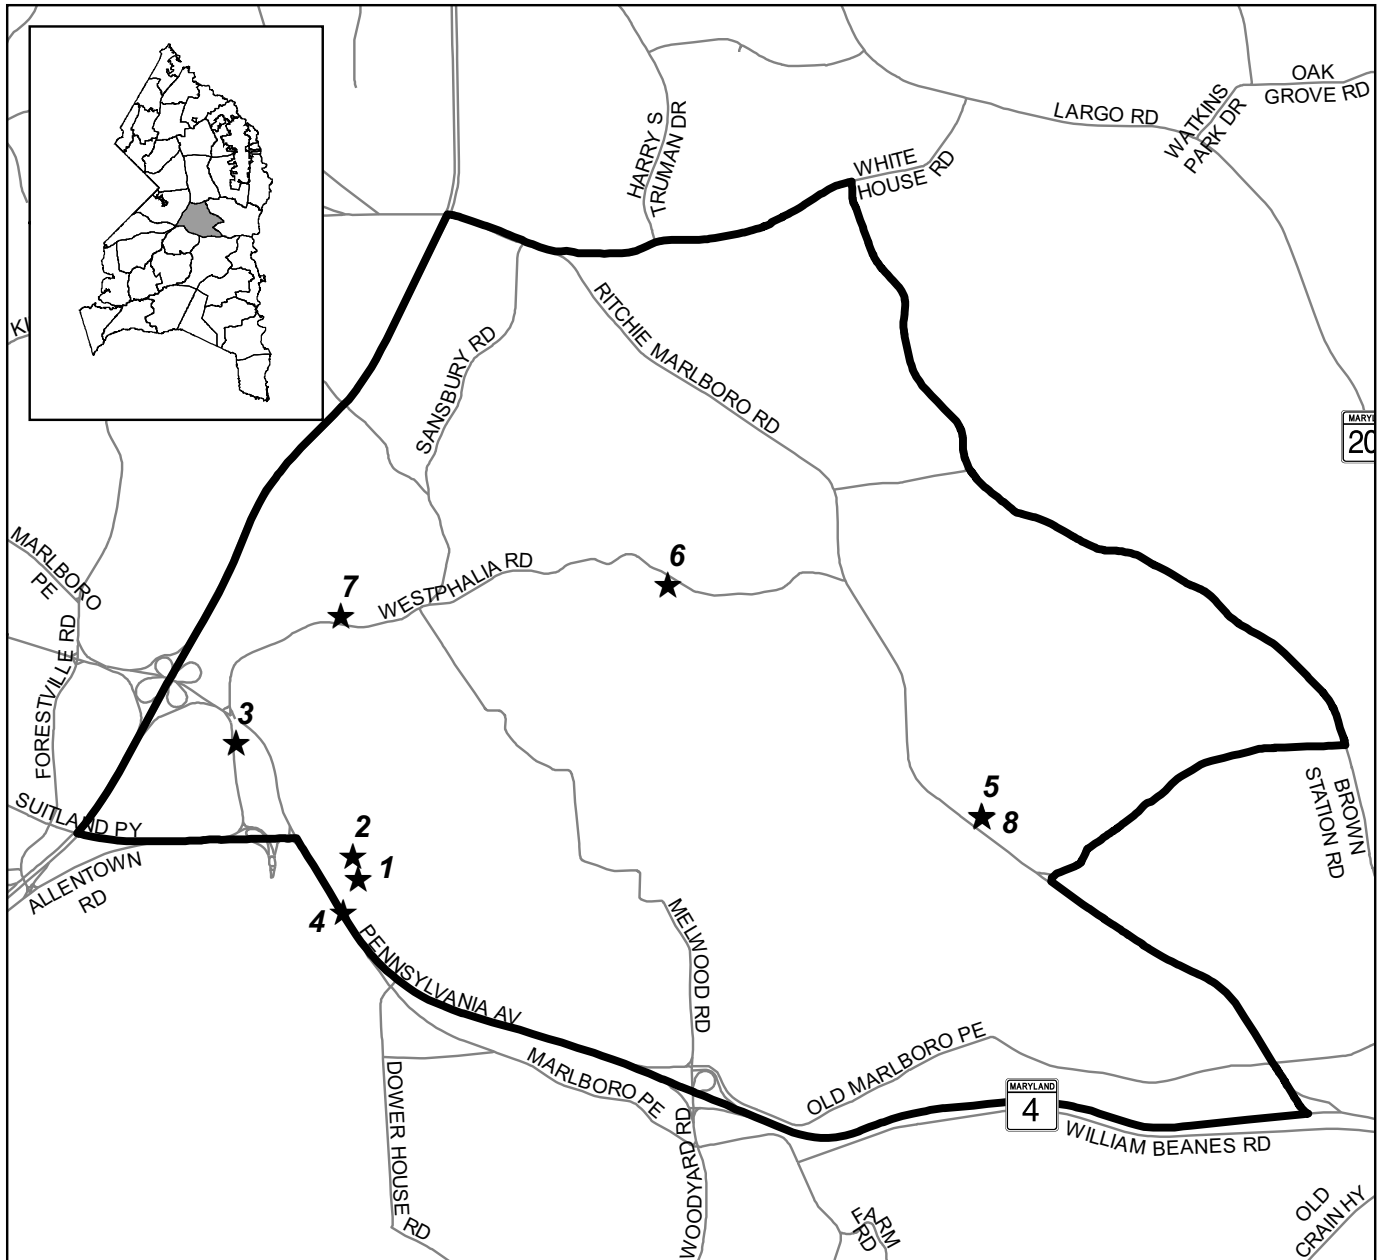 OAK
GROVE RD
WATKINS
PARK DR
LARGO RD
HARRY S
TRUMAN DR
WHITE
HOUSE RD
RITCHIE MARLBORO RD
SANSBURY RD
MARYL
20
MARLBORO
PE
WESTPHALIA RD
6
7
FORESTVILLE RD
3
SUITLAND PY
ALLENTOWN
RD
2
1
4
5
8
BROWN
STATION RD
PENNSYLVANIA AV
MELWOOD RD
MARLBORO PE
OLD MARLBORO PE
MARYLAND
4
WILLIAM BEANES RD
DOWER HOUSE
RD
WOODYARD RD
FARM
RD
OLD
CRAIN HY